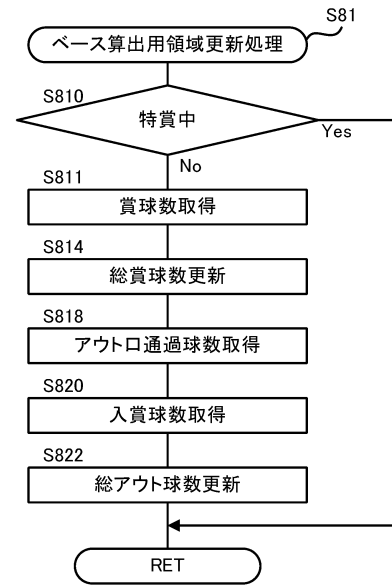 S81
ベース算出用領域更新処理
S810
特賞中
Yes
No
S811
賞球数取得
S814
総賞球数更新
S818
アウト口通過球数取得
S820
入賞球数取得
S822
総アウト球数更新
RET